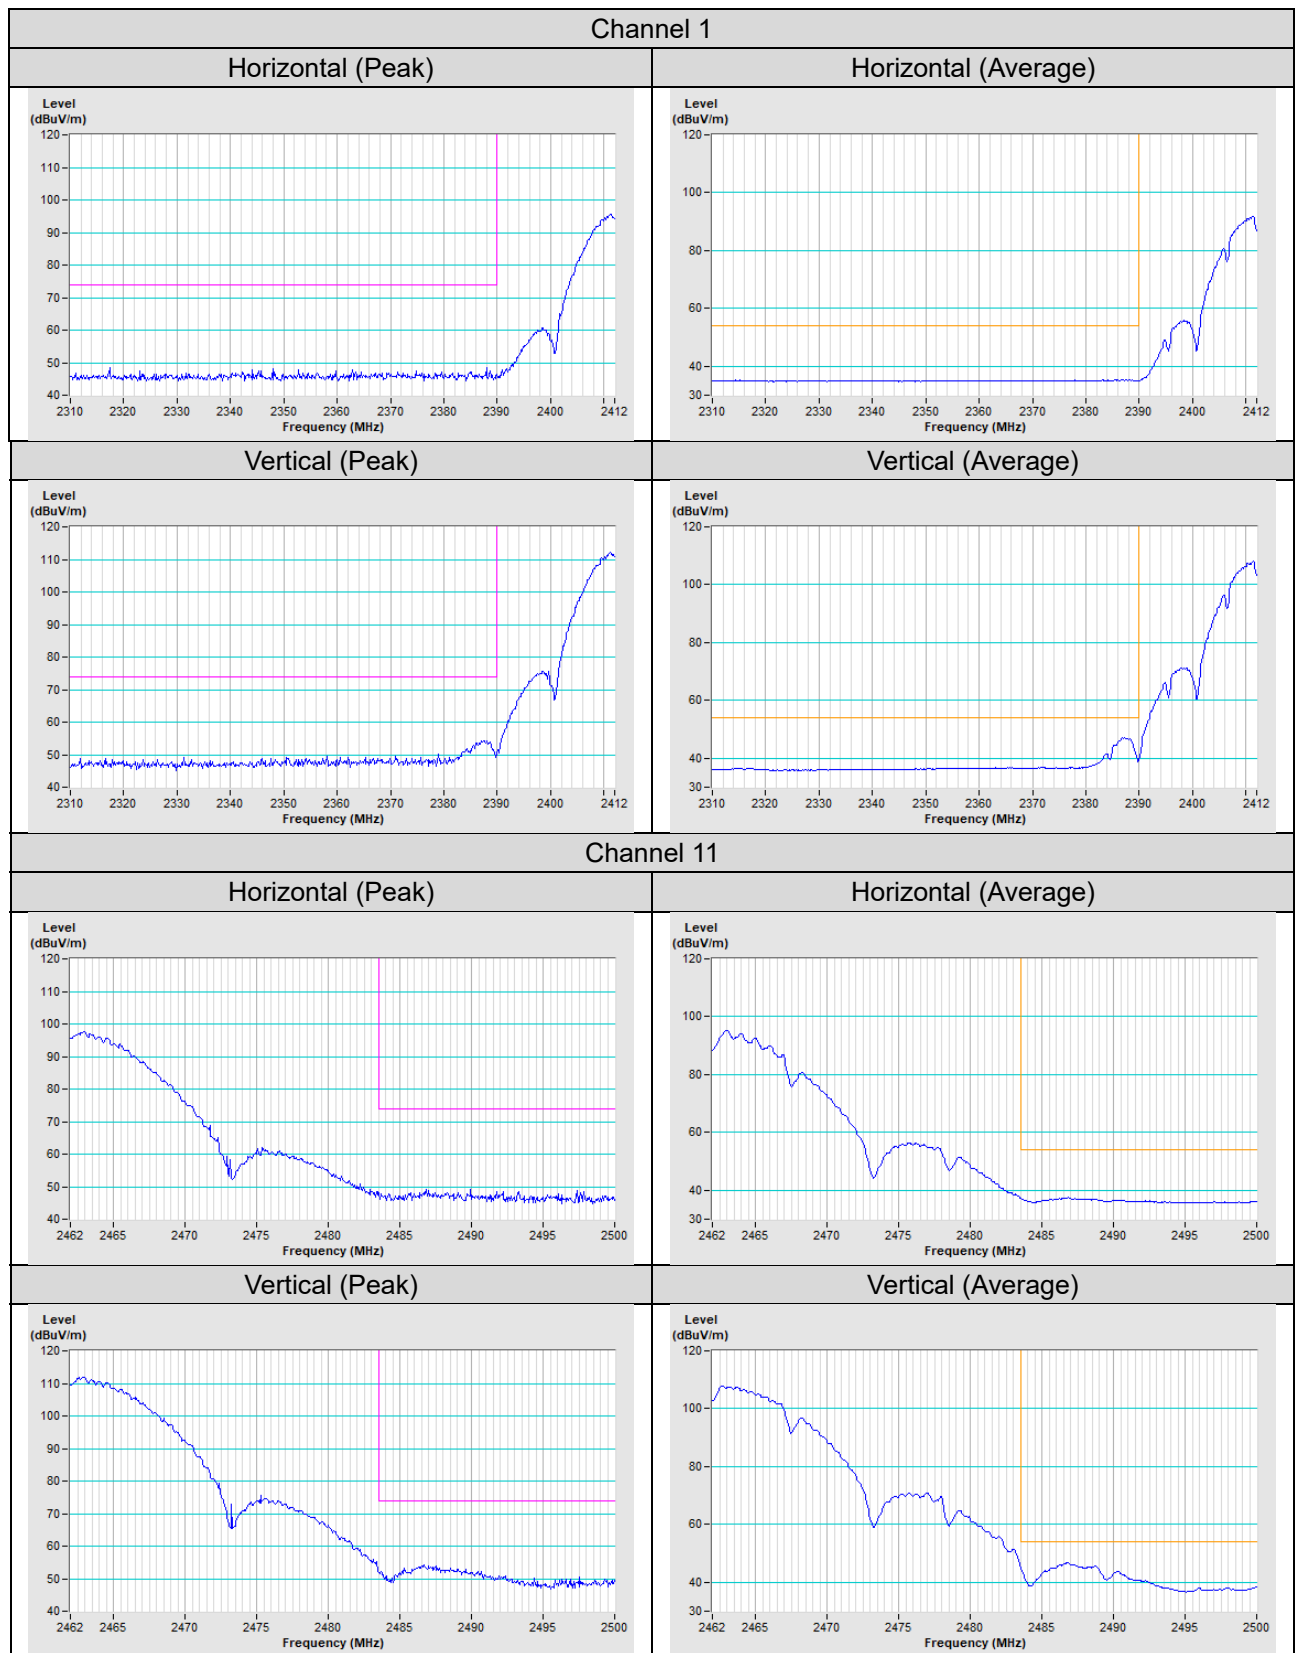 Channel 1
Horizontal (Peak)
Horizontal (Average)
Level
(dBuV/m)
120
110
100
90
80
70
60
50
40
2310 2320 2330 2340 2350 2360 2370 2380 2390 2400 2412
Frequency (MHz)
Level
(dBuV/m)
120
100
80
60
40
30
2310 2320 2330 2340 2350 2360 2370 2380 2390 2400 2412
Frequency (MHz)
Vertical (Peak)
Vertical (Average)
Level
(dBuV/m)
120
110
100
90
80
70
60
50
40
2310 2320 2330 2340 2350 2360 2370 2380 2390 2400 2412
Frequency (MHz)
Level
(dBuV/m)
120
100
80
60
40
30
2310 2320 2330 2340 2350 2360 2370 2380 2390 2400 2412
Frequency (MHz)
Channel 11
Horizontal (Peak)
Horizontal (Average)
Level
(dBuV/m)
120
110
100
90
80
70
60
50
40
2462 2465 2470 2475 2480 2485 2490 2495 2500
Frequency (MHz)
Level
(dBuV/m)
120
100
80
60
40
30
2462 2465 2470 2475 2480 2485 2490 2495 2500
Frequency (MHz)
Vertical (Peak)
Vertical (Average)
Level
(dBuV/m)
120
110
100
90
80
70
60
50
40
2462 2465 2470 2475 2480 2485 2490 2495 2500
Frequency (MHz)
Level
(dBuV/m)
120
100
80
60
40
30
2462 2465 2470 2475 2480 2485 2490 2495 2500
Frequency (MHz)